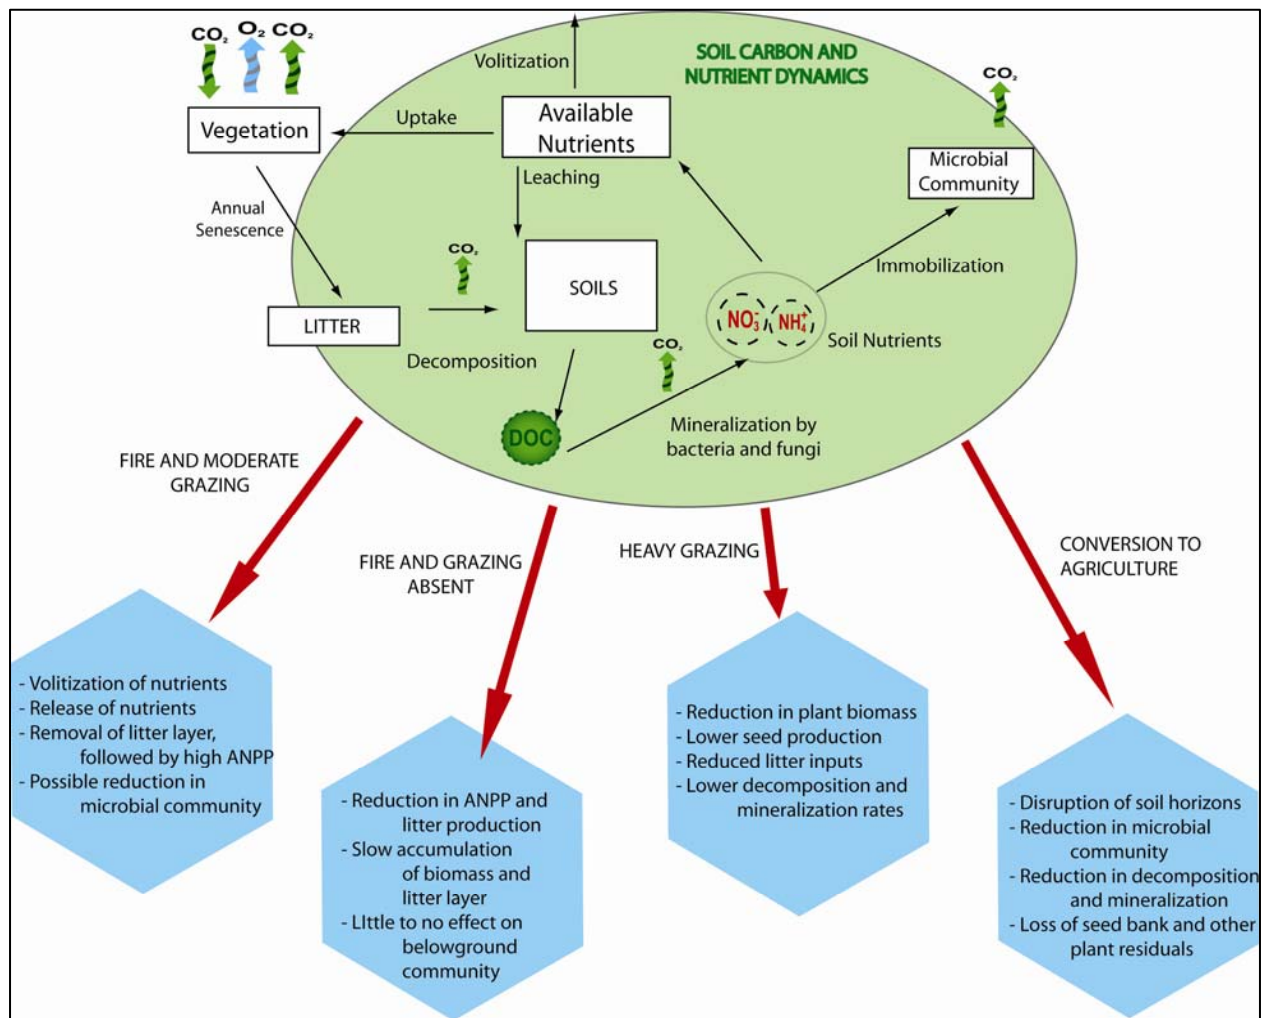 CO₂ O₂ CO₂
Volitization
SOIL CARBON AND
NUTRIENT DYNAMICS
CO₂
Vegetation
Uptake
Available
Nutrients
Microbial
Community
Leaching
Annual
Senescence
CO₂
SOILS
Immobilization
LITTER
NO₃⁻ NH₄⁺
Soil Nutrients
Decomposition
CO₂
DOC
Mineralization by
bacteria and fungi
FIRE AND MODERATE
GRAZING
FIRE AND GRAZING
ABSENT
HEAVY GRAZING
CONVERSION TO
AGRICULTURE
- Volitization of nutrients
- Release of nutrients
- Removal of litter layer,
followed by high ANPP
- Possible reduction in
microbial community
- Reduction in ANPP and
litter production
- Slow accumulation
of biomass and
litter layer
- LIttle to no effect on
belowground
community
- Reduction in plant biomass
- Lower seed production
- Reduced litter inputs
- Lower decomposition and
mineralization rates
- Disruption of soil horizons
- Reduction in microbial
community
- Reduction in decomposition
and mineralization
- Loss of seed bank and other
plant residuals